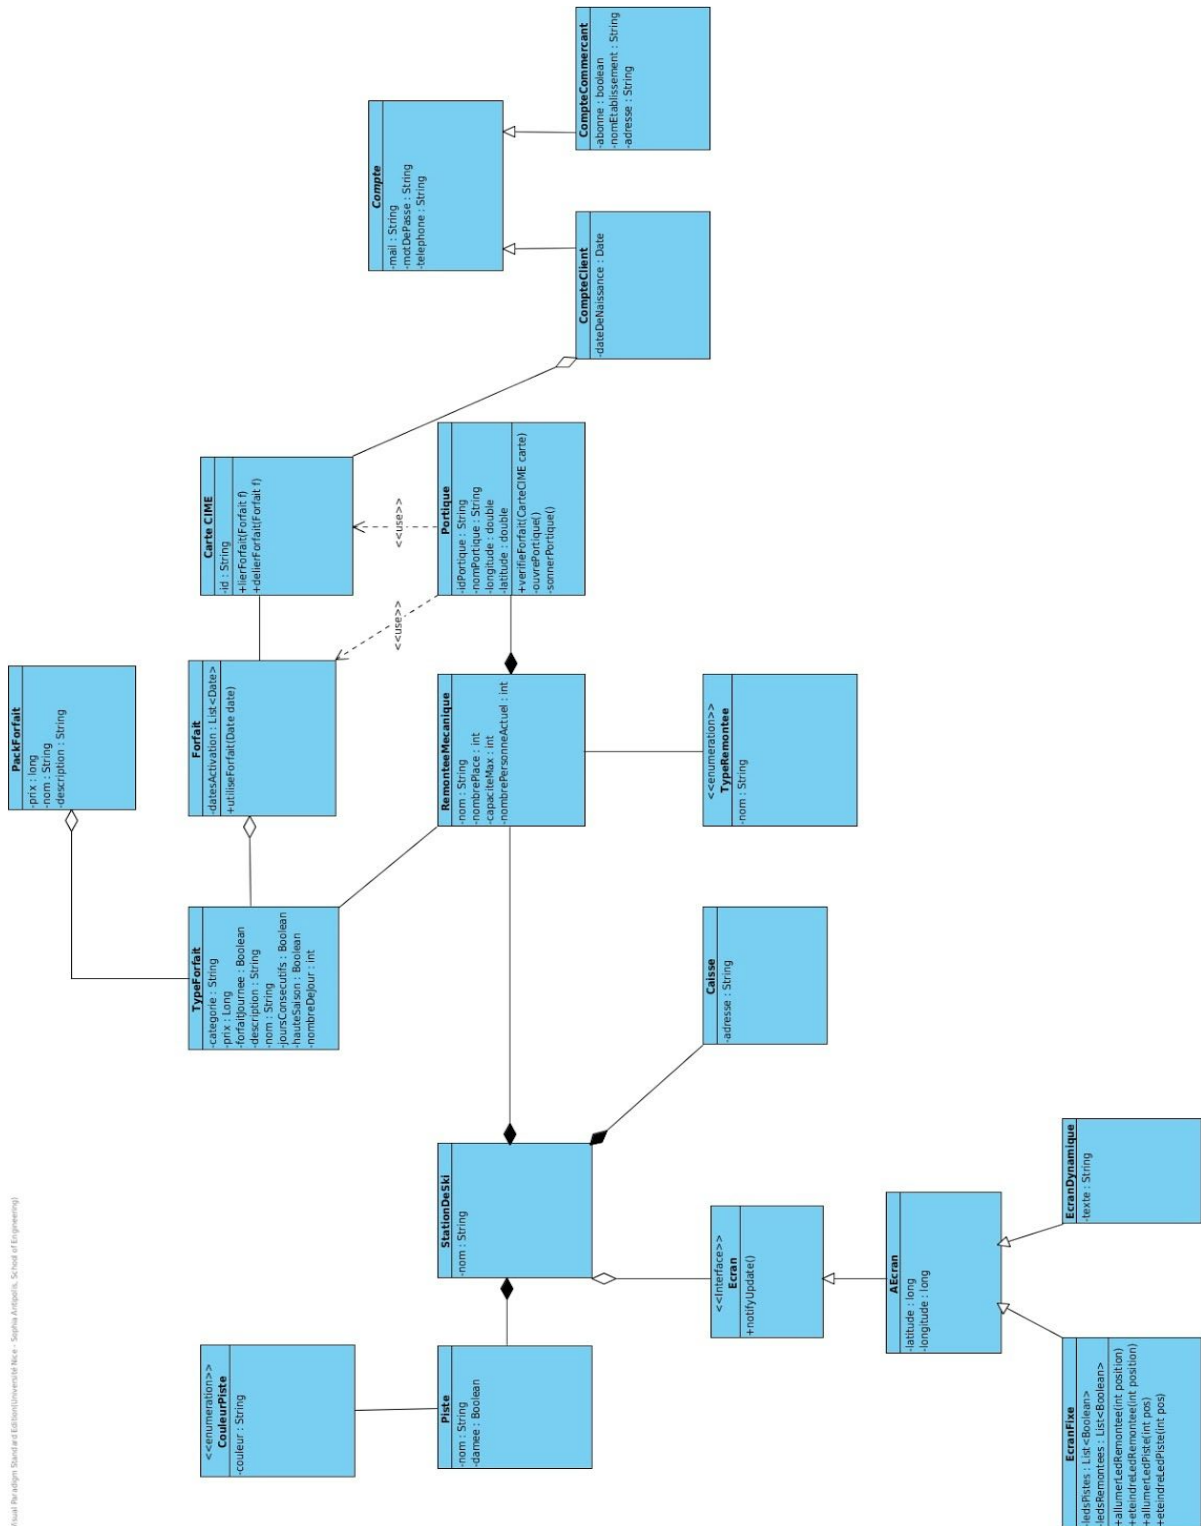 Visual Paradigm Standard Edition(Université Nice - Sophia Antipolis, School of Engineering)
<<enumeration>>
CouleurPiste
-couleur : String
Piste
-nom : String
-damee : Boolean
EcranFixe
-ledsPistes : List<Boolean>
-ledsRemontees : List<Boolean>
+allumerLedRemontee(int position)
+eteindreLedRemontee(int position)
+allumerLedPiste(int pos)
+eteindreLedPiste(int pos)
StationDeSki
-nom : String
<<Interface>>
Ecran
+notifyUpdate()
AEcran
-latitude : long
-longitude : long
EcranDynamique
-texte : String
TypeForfait
-categorie : String
-prix : Long
-forfaitJournee : Boolean
-description : String
-nom : String
-joursConsecutifs : Boolean
-hauteSaison : Boolean
-nombreDeJour : int
Caisse
-adresse : String
PackForfait
-prix : long
-nom : String
-description : String
Forfait
-datesActivation : List<Date>
+utiliseForfait(Date date)
RemonteeMecanique
-nom : String
-nombrePlace : int
-capaciteMax : int
-nombrePersonneActuel : int
<<enumeration>>
TypeRemontee
-nom : String
Carte CIME
-id : String
+lierForfait(Forfait f)
+delierForfait(Forfait f)
<<use>>
<<use>>
Portique
-idPortique : String
-nomPortique : String
-longitude : double
-latitude : double
+verifieForfait(CarteCIME carte)
-ouvrePortique()
-sonnerPortique()
Compte
-mail : String
-motDePasse : String
-telephone : String
CompteClient
-dateDeNaissance : Date
CompteCommercant
-abonne : boolean
-nomEtablissement : String
-adresse : String